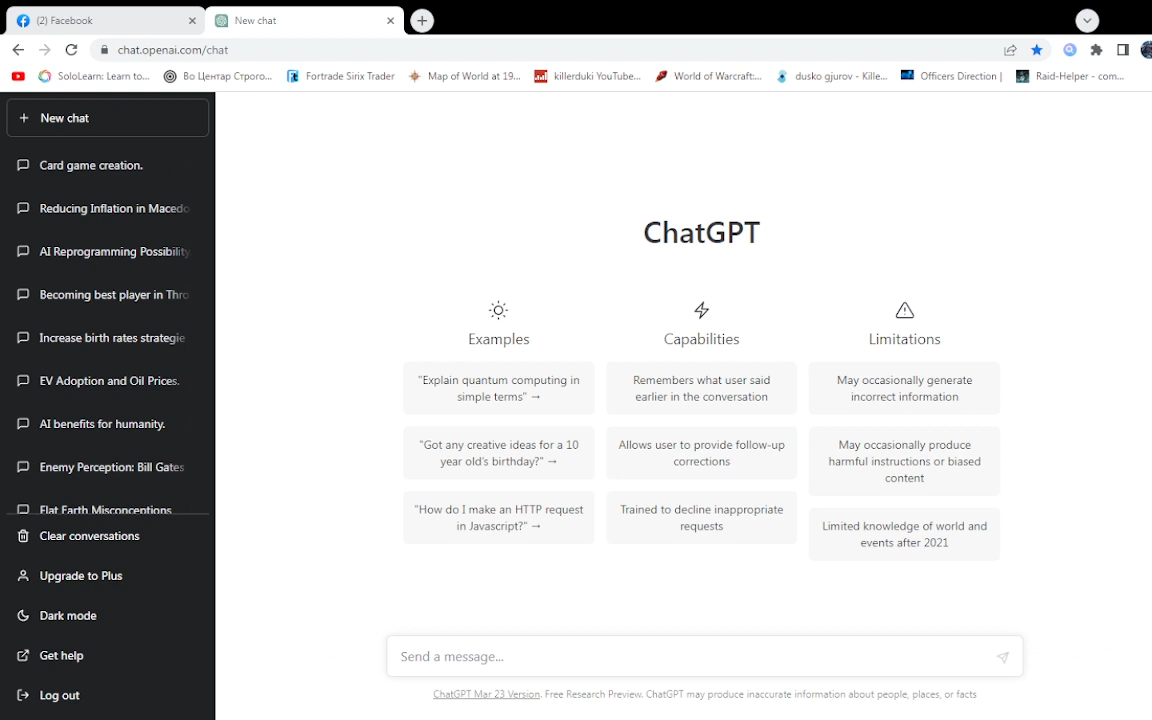 (2) Facebook
New chat
chat.openai.com/chat
SoloLearn: Learn to...
Во Центар Строго...
Fortrade Sirix Trader
Map of World at 19...
killerduki YouTube...
World of Warcraft:...
dusko gjurov - Kille...
Officers Direction |
Raid-Helper - com...
New chat
Card game creation.
Reducing Inflation in Macedo
AI Reprogramming Possibility
Becoming best player in Thro
Increase birth rates strategie
EV Adoption and Oil Prices.
AI benefits for humanity.
Enemy Perception: Bill Gates
Flat Earth Misconceptions
Clear conversations
Upgrade to Plus
Dark mode
Get help
Log out
ChatGPT
Examples
"Explain quantum computing in
simple terms" →
"Got any creative ideas for a 10
year old's birthday?" →
"How do I make an HTTP request
in Javascript?" →
Capabilities
Remembers what user said
earlier in the conversation
Allows user to provide follow-up
corrections
Trained to decline inappropriate
requests
Limitations
May occasionally generate
incorrect information
May occasionally produce
harmful instructions or biased
content
Limited knowledge of world and
events after 2021
Send a message...
ChatGPT Mar 23 Version. Free Research Preview. ChatGPT may produce inaccurate information about people, places, or facts